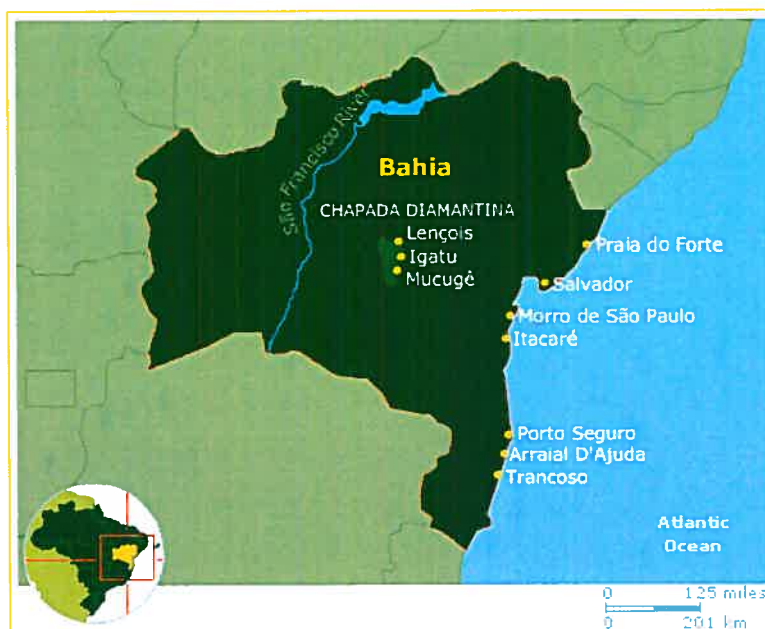 São Francisco River
Bahia
CHAPADA DIAMANTINA
Lençois
Igatu
Mucugê
Praia do Forte
Salvador
Morro de São Paulo
Itacaré
Porto Seguro
Arraial D'Ajuda
Trancoso
Atlantic
Ocean
0 125 miles
0 201 km